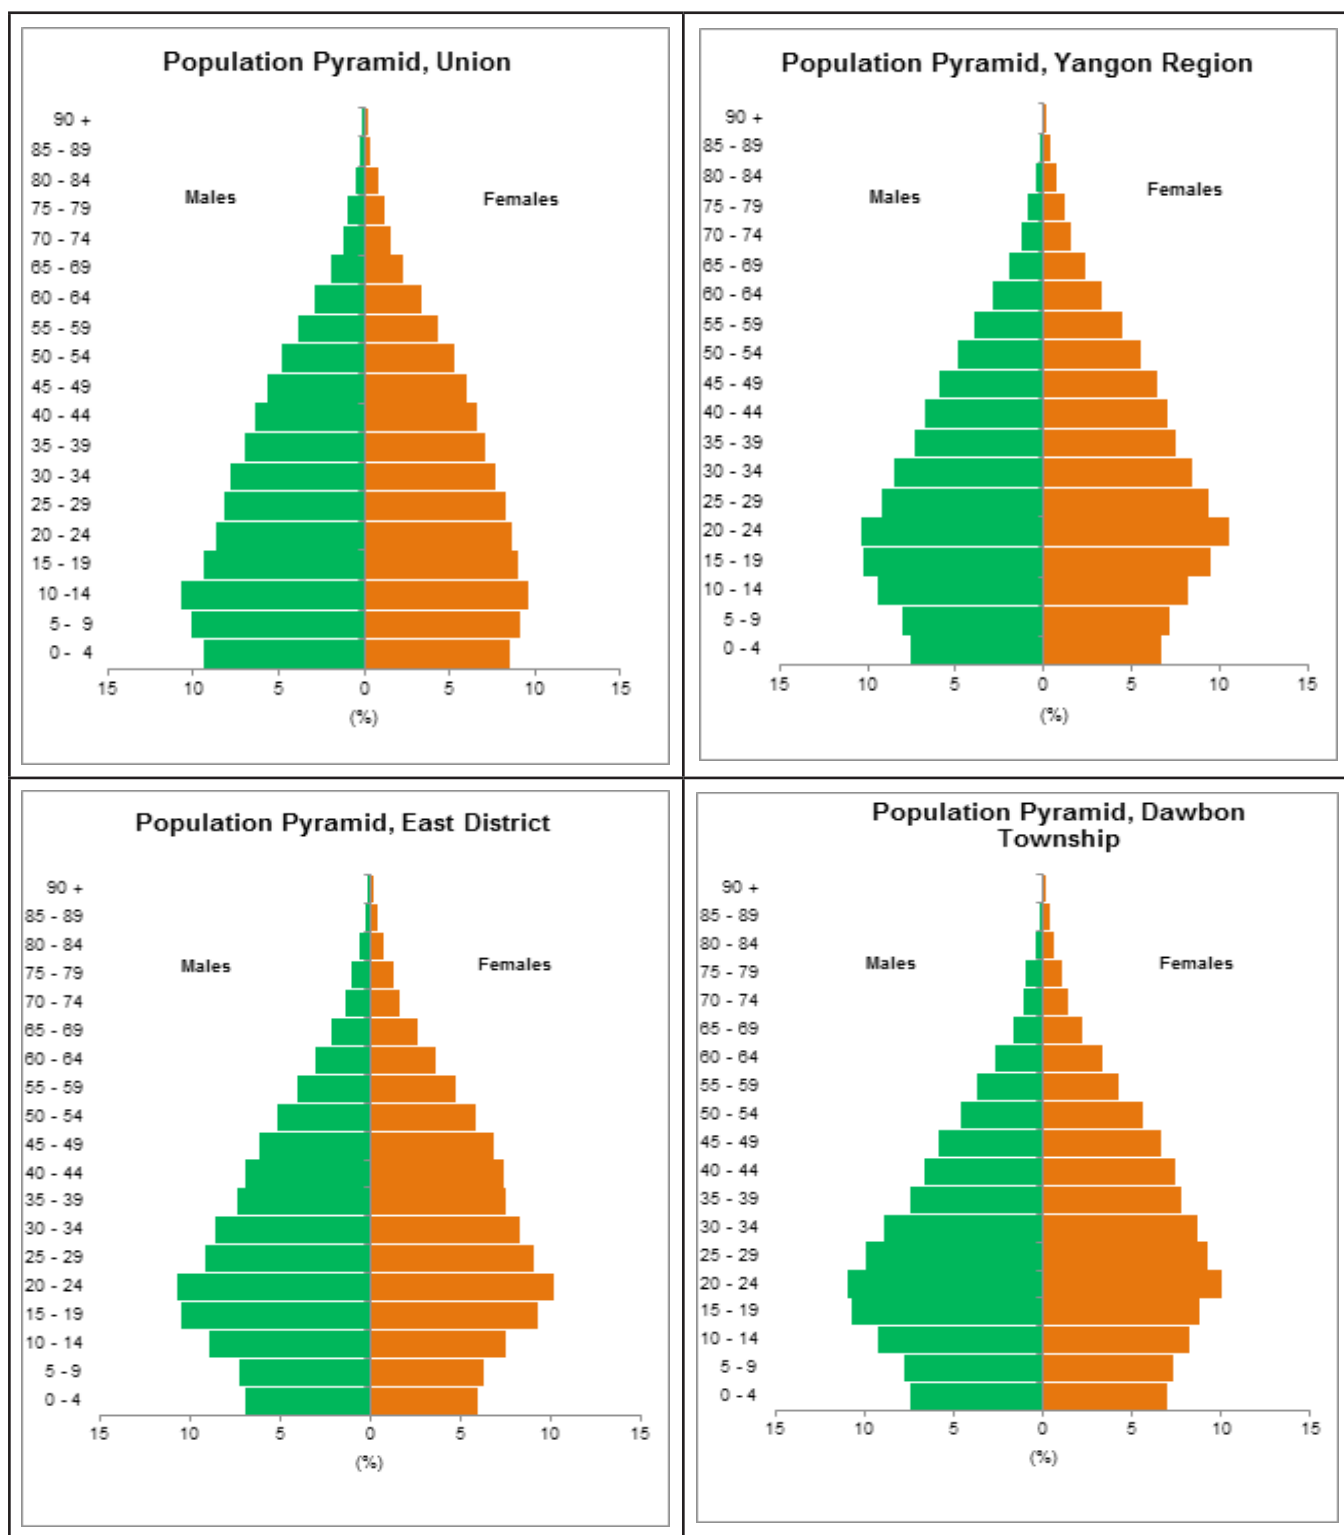 Population Pyramid, Union
90 +
85 - 89
80 - 84
75 - 79
70 - 74
65 - 69
60 - 64
55 - 59
50 - 54
45 - 49
40 - 44
35 - 39
30 - 34
25 - 29
20 - 24
15 - 19
10 -14
5 - 9
0 - 4
Males
Females
15 10 5 0 5 10 15
(%)
Population Pyramid, Yangon Region
90 +
85 - 89
80 - 84
75 - 79
70 - 74
65 - 69
60 - 64
55 - 59
50 - 54
45 - 49
40 - 44
35 - 39
30 - 34
25 - 29
20 - 24
15 - 19
10 - 14
5 - 9
0 - 4
Males
Females
15 10 5 0 5 10 15
(%)
Population Pyramid, East District
90 +
85 - 89
80 - 84
75 - 79
70 - 74
65 - 69
60 - 64
55 - 59
50 - 54
45 - 49
40 - 44
35 - 39
30 - 34
25 - 29
20 - 24
15 - 19
10 - 14
5 - 9
0 - 4
Males
Females
15 10 5 0 5 10 15
(%)
Population Pyramid, Dawbon
Township
90 +
85 - 89
80 - 84
75 - 79
70 - 74
65 - 69
60 - 64
55 - 59
50 - 54
45 - 49
40 - 44
35 - 39
30 - 34
25 - 29
20 - 24
15 - 19
10 - 14
5 - 9
0 - 4
Males
Females
15 10 5 0 5 10 15
(%)